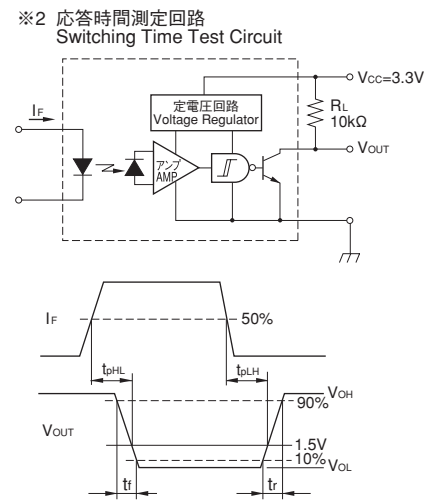 ※2 応答時間測定回路
Switching Time Test Circuit
IF
定電圧回路
Voltage Regulator
アンプ
AMP
VCC=3.3V
RL
10kΩ
VOUT
IF
50%
tpHL
tpLH
VOH
90%
VOUT
1.5V
10%
VOL
tf
tr